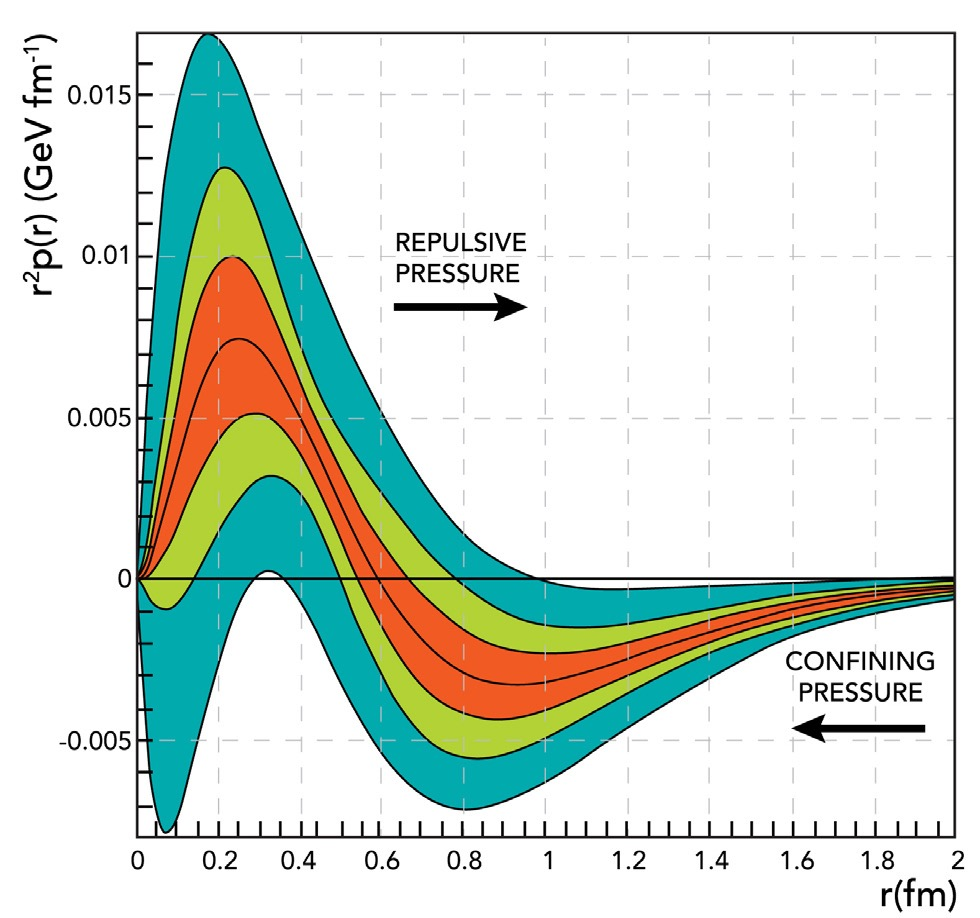 r²p(r) (GeV fm⁻¹)
0.015
0.01
0.005
0
-0.005
REPULSIVE
PRESSURE
CONFINING
PRESSURE
0 0.2 0.4 0.6 0.8 1 1.2 1.4 1.6 1.8 2
r(fm)